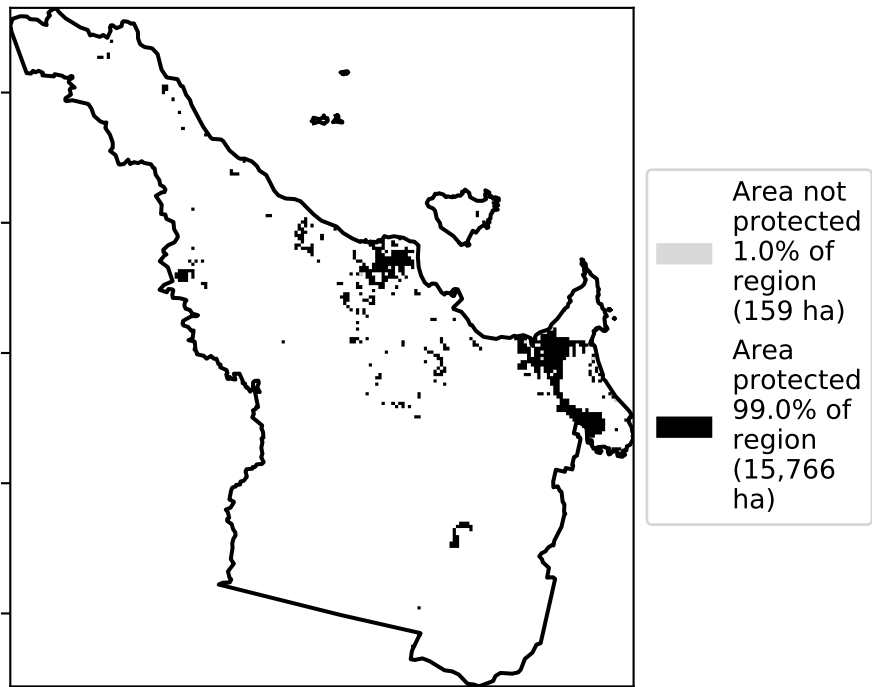 Area not
protected
1.0% of
region
(159 ha)
Area
protected
99.0% of
region
(15,766
ha)